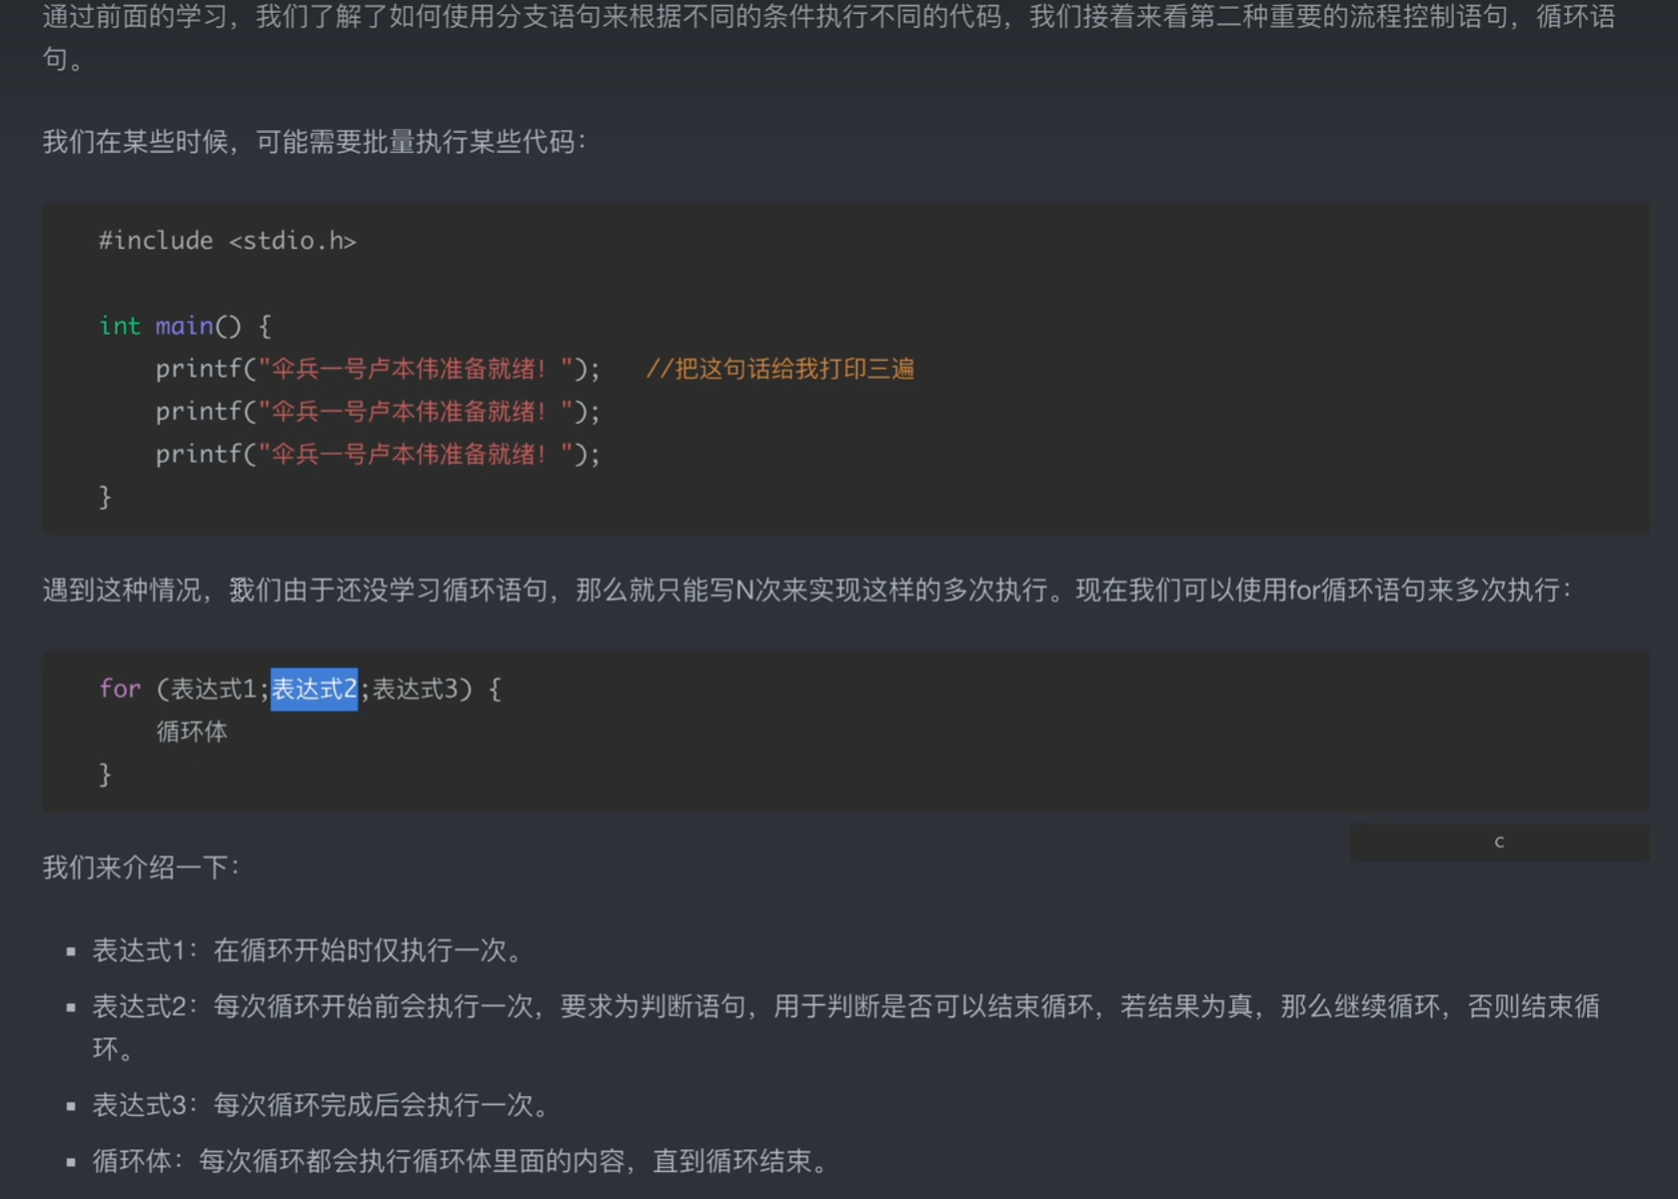 通过前面的学习，我们了解了如何使用分支语句来根据不同的条件执行不同的代码，我们接着来看第二种重要的流程控制语句，循环语
句。
我们在某些时候，可能需要批量执行某些代码：
#include <stdio.h>
int main() {
    printf("伞兵一号卢本伟准备就绪！");   //把这句话给我打印三遍
    printf("伞兵一号卢本伟准备就绪！");
    printf("伞兵一号卢本伟准备就绪！");
}
遇到这种情况，我们由于还没学习循环语句，那么就只能写N次来实现这样的多次执行。现在我们可以使用for循环语句来多次执行：
for (表达式1;表达式2;表达式3) {
    循环体
}
c
我们来介绍一下：
▪ 表达式1：在循环开始时仅执行一次。
▪ 表达式2：每次循环开始前会执行一次，要求为判断语句，用于判断是否可以结束循环，若结果为真，那么继续循环，否则结束循
环。
▪ 表达式3：每次循环完成后会执行一次。
▪ 循环体：每次循环都会执行循环体里面的内容，直到循环结束。